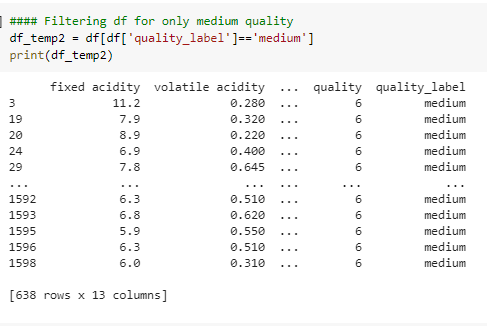 #### Filtering df for only medium quality
df_temp2 = df[df['quality_label']=='medium']
print(df_temp2)
fixed acidity volatile acidity ... quality quality_label
3 11.2 0.280 ... 6 medium
19 7.9 0.320 ... 6 medium
20 8.9 0.220 ... 6 medium
24 6.9 0.400 ... 6 medium
29 7.8 0.645 ... 6 medium
... ... ... ... ... ...
1592 6.3 0.510 ... 6 medium
1593 6.8 0.620 ... 6 medium
1595 5.9 0.550 ... 6 medium
1596 6.3 0.510 ... 6 medium
1598 6.0 0.310 ... 6 medium
[638 rows x 13 columns]